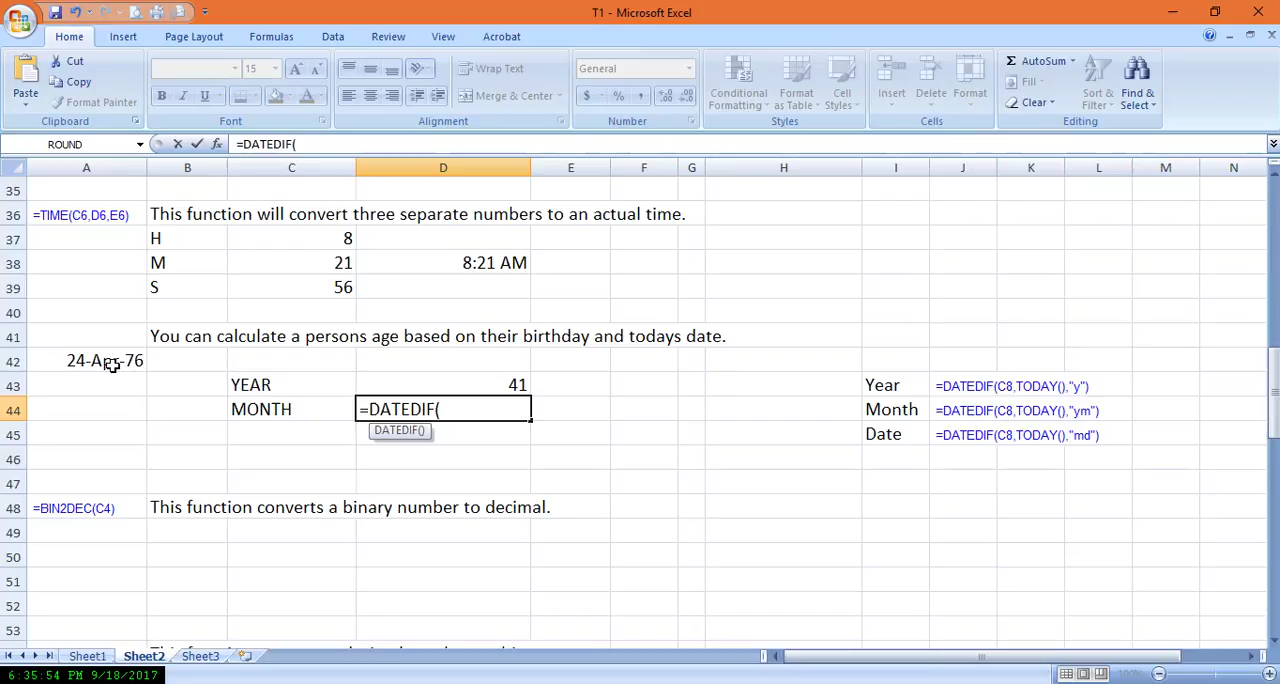 T1 - Microsoft Excel
Home Insert Page Layout Formulas Data Review View Acrobat
Paste
Cut
Copy
Format Painter
Clipboard
15 A A
B I U A
Font
Wrap Text
Merge & Center
Alignment
General
$ % ,
Number
Conditional Formatting
Format as Table
Cell Styles
Styles
Insert Delete Format
Cells
Σ AutoSum
Fill
Clear
Sort & Filter
Find & Select
Editing
ROUND fx =DATEDIF(
A B C D E F G H I J K L M N
35
36 =TIME(C6,D6,E6) This function will convert three separate numbers to an actual time.
37 H 8
38 M 21 8:21 AM
39 S 56
40
41 You can calculate a persons age based on their birthday and todays date.
42 24-Apr-76
43 YEAR 41 Year =DATEDIF(C8,TODAY(),"y")
44 MONTH =DATEDIF( Month =DATEDIF(C8,TODAY(),"ym")
DATEDIF()
45 Date =DATEDIF(C8,TODAY(),"md")
46
47
48 =BIN2DEC(C4) This function converts a binary number to decimal.
49
50
51
52
53
Sheet1 Sheet2 Sheet3
6:35:54 PM 9/18/2017 100%